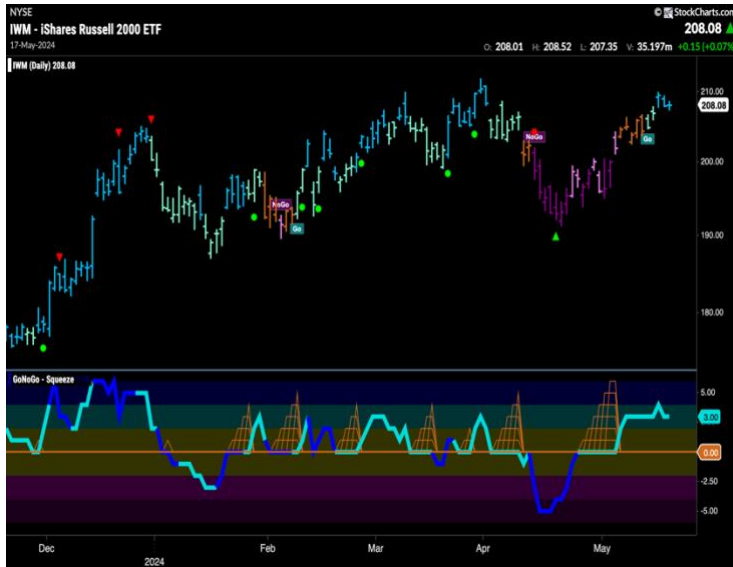 NYSE
© StockCharts.com
IWM - iShares Russell 2000 ETF
208.08
17-May-2024
O: 208.01 H: 208.52 L: 207.35 V: 35.197m +0.15 (+0.07%)
IWM (Daily) 208.08
210.00
208.08
NoGo
Go
200.00
NoGo
Go
190.00
180.00
GoNoGo - Squeeze
5.00
3.00
0.00
-2.50
-5.00
Dec
2024
Feb
Mar
Apr
May